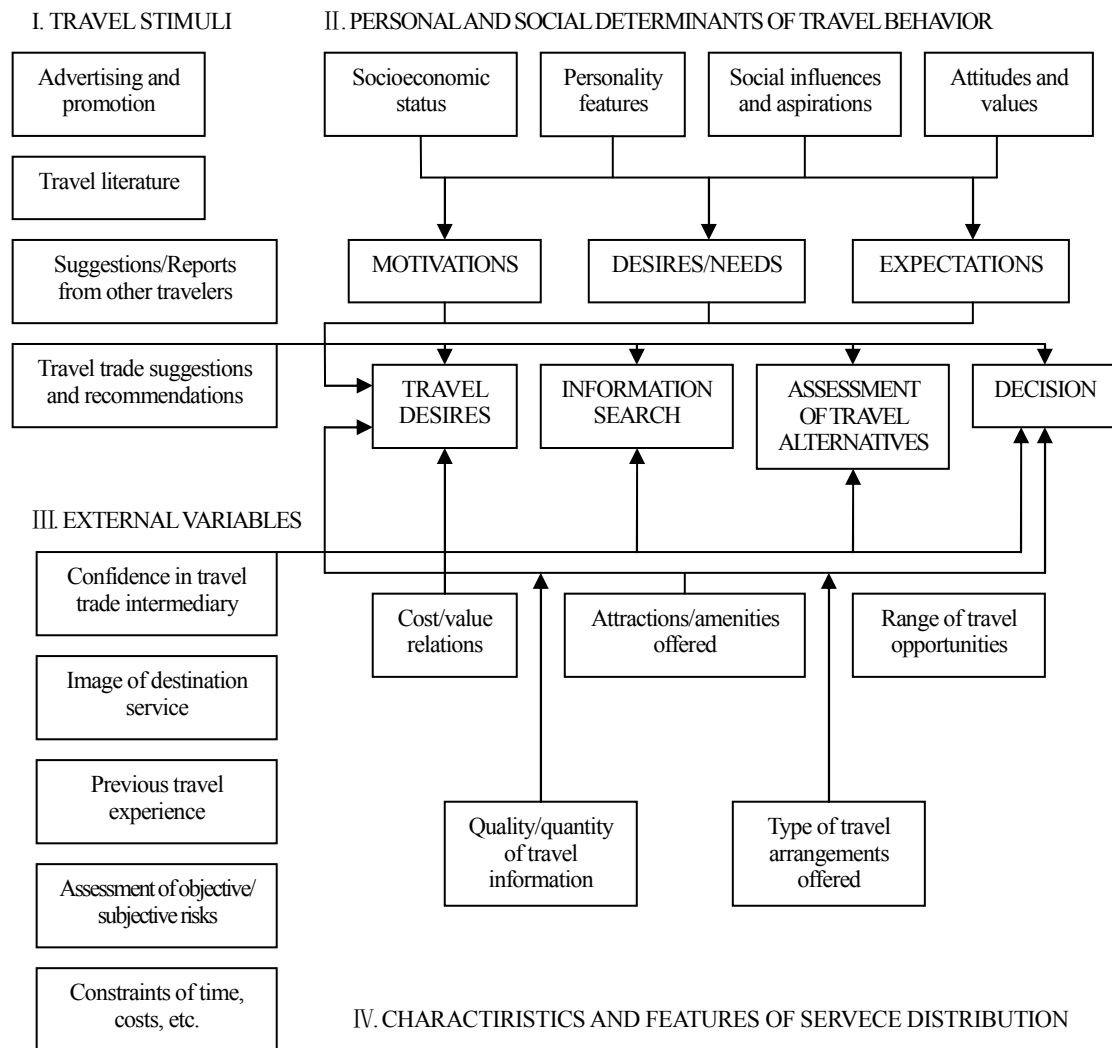 I. TRAVEL STIMULI
Ⅱ. PERSONAL AND SOCIAL DETERMINANTS OF TRAVEL BEHAVIOR
Advertising and
promotion
Socioeconomic
status
Personality
features
Social influences
and aspirations
Attitudes and
values
Travel literature
Suggestions/Reports
from other travelers
MOTIVATIONS
DESIRES/NEEDS
EXPECTATIONS
Travel trade suggestions
and recommendations
TRAVEL
DESIRES
INFORMATION
SEARCH
ASSESSMENT
OF TRAVEL
ALTERNATIVES
DECISION
Ⅲ. EXTERNAL VARIABLES
Confidence in travel
trade intermediary
Cost/value
relations
Attractions/amenities
offered
Range of travel
opportunities
Image of destination
service
Previous travel
experience
Quality/quantity
of travel
information
Type of travel
arrangements
offered
Assessment of objective/
subjective risks
Constraints of time,
costs, etc.
Ⅳ. CHARACTIRISTICS AND FEATURES OF SERVECE DISTRIBUTION